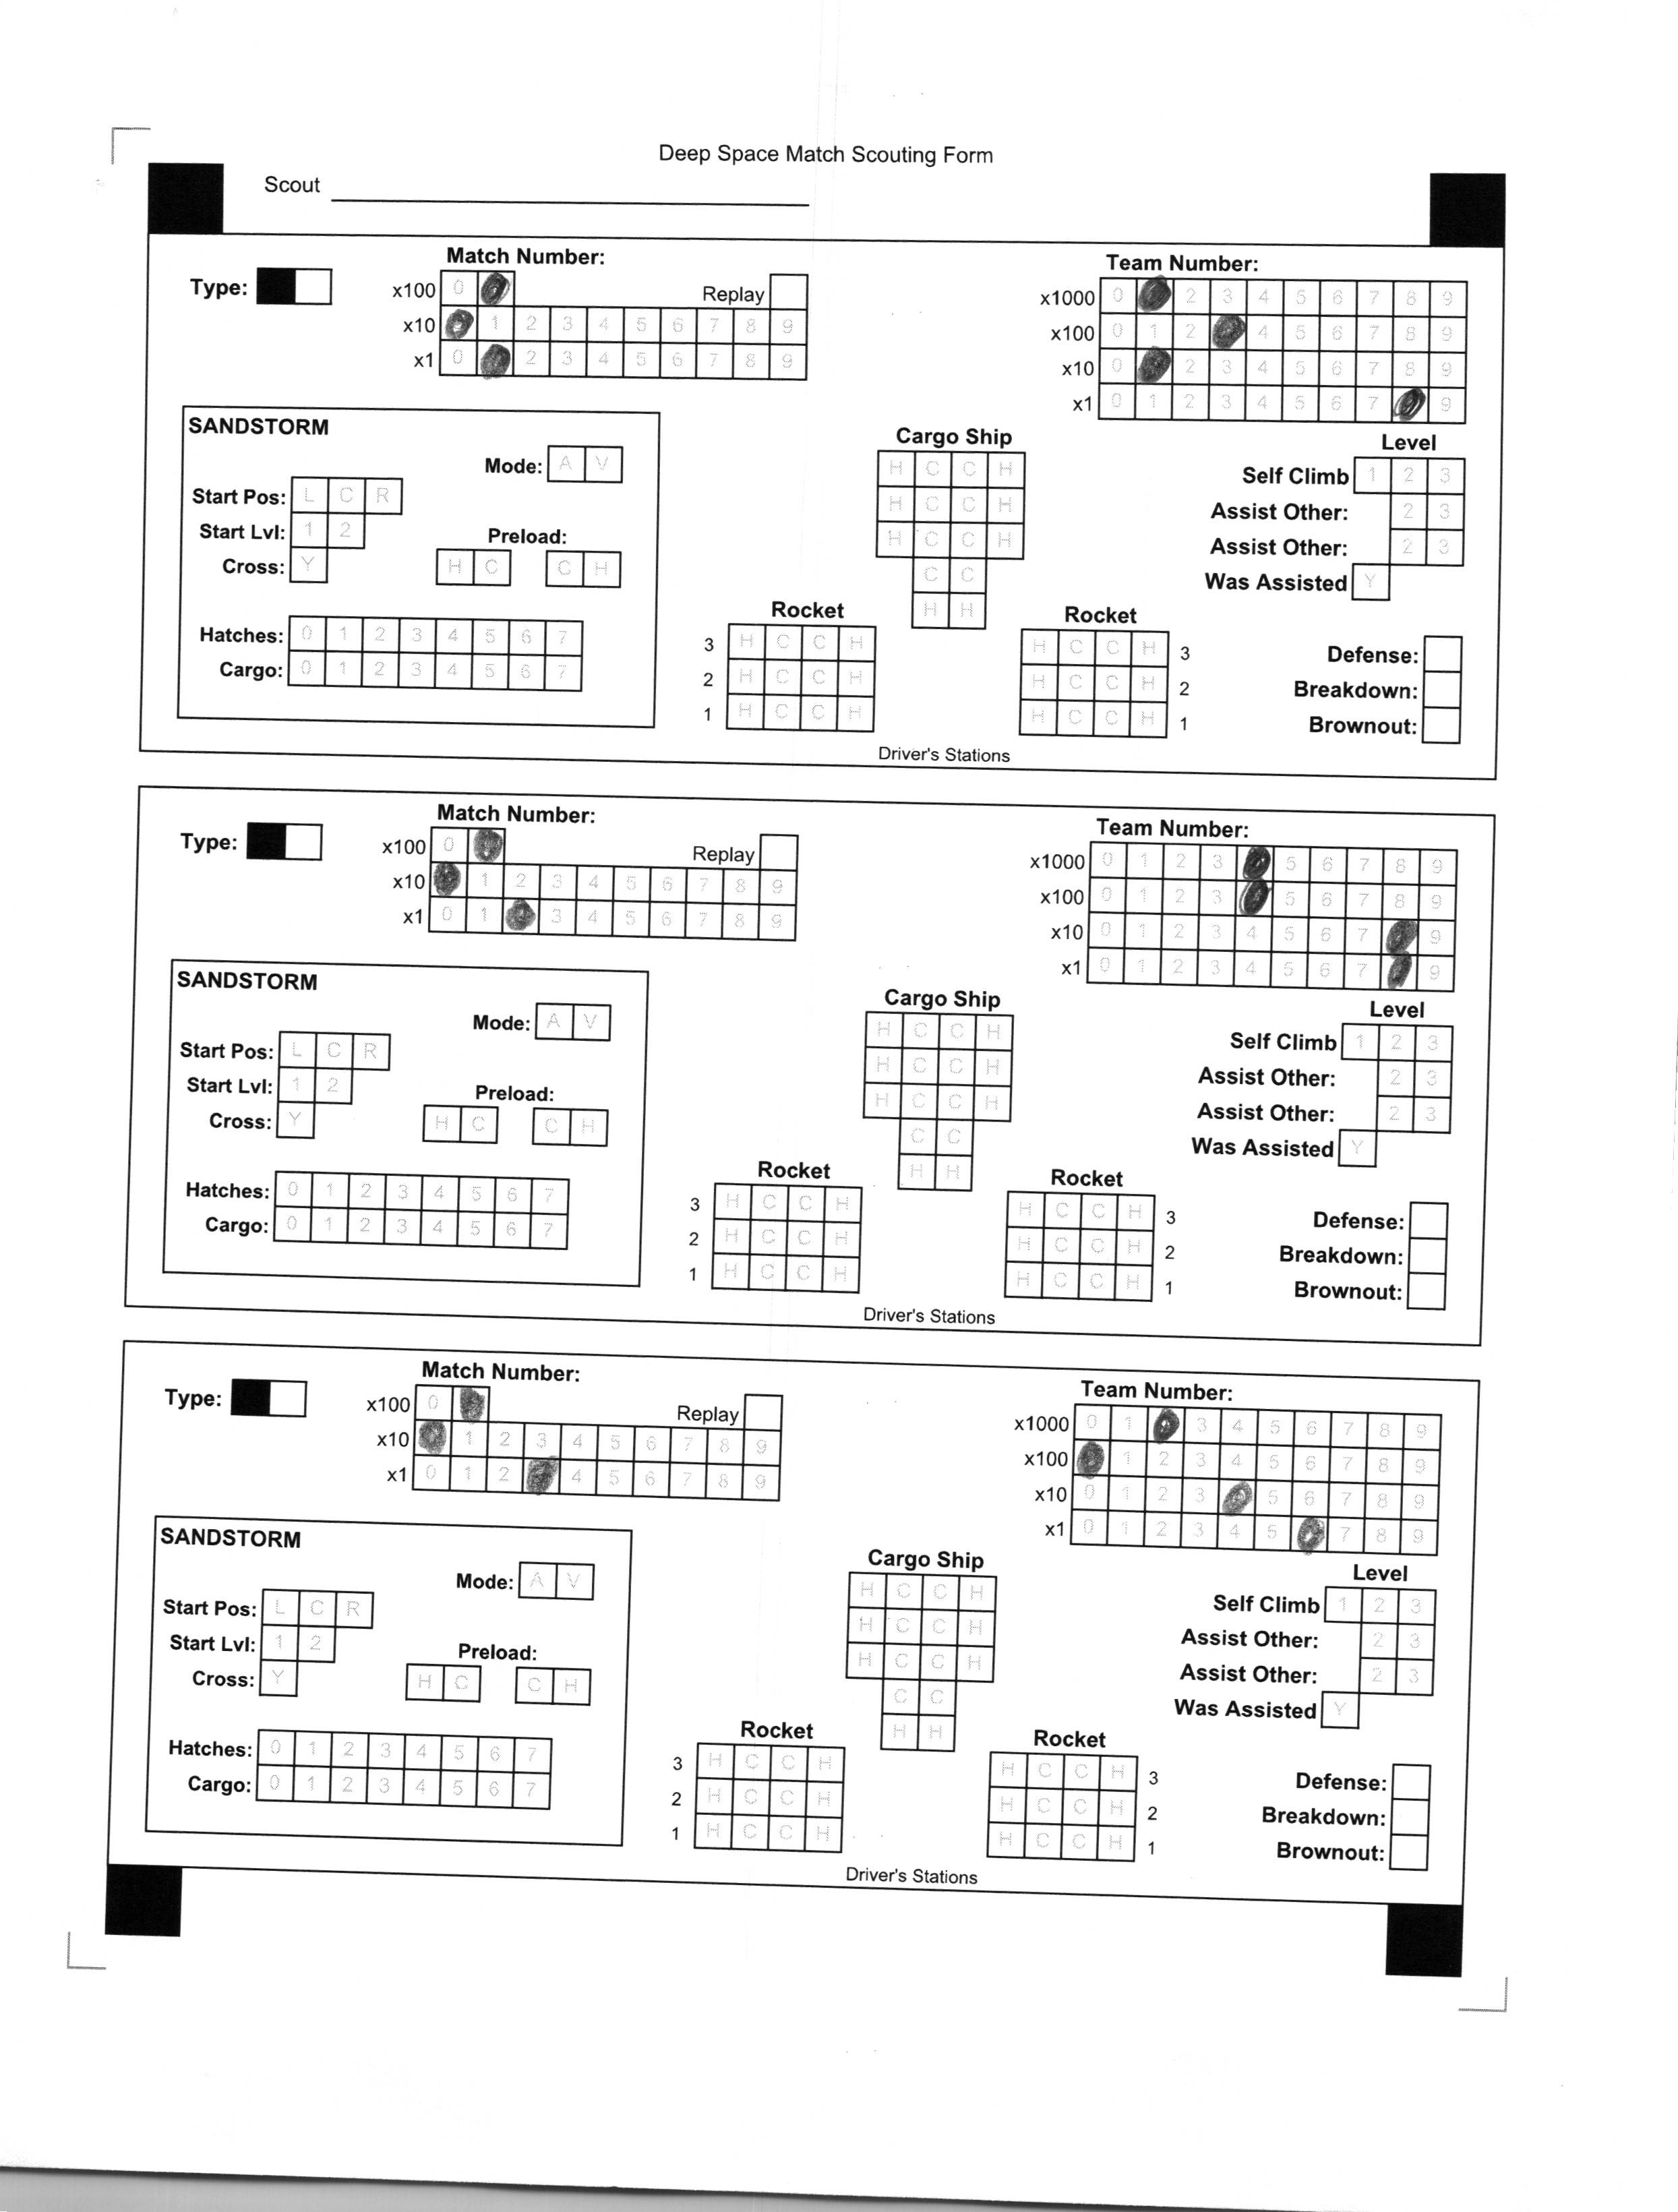 Deep Space Match Scouting Form
Scout
Match Number:
Team Number:
Type:
x100 0
Replay
x10 1 2 3 4 5 6 7 8 9
x1 0 2 3 4 5 6 7 8 9
x1000 0 2 3 4 5 6 7 8 9
x100 0 1 2 4 5 6 7 8 9
x10 0 2 3 4 5 6 7 8 9
x1 0 1 2 3 4 5 6 7 9
SANDSTORM
Mode: A V
Start Pos: L C R
Start Lvl: 1 2
Preload:
Cross: Y
H C C H
Hatches: 0 1 2 3 4 5 6 7
Cargo: 0 1 2 3 4 5 6 7
Cargo Ship
H C C H
H C C H
H C C H
C C
H H
Rocket
3 H C C H
2 H C C H
1 H C C H
Rocket
H C C H 3
H C C H 2
H C C H 1
Driver's Stations
Level
Self Climb 1 2 3
Assist Other: 2 3
Assist Other: 2 3
Was Assisted Y
Defense:
Breakdown:
Brownout:
Match Number:
Team Number:
Type:
x100 0
Replay
x10 1 2 3 4 5 6 7 8 9
x1 0 1 3 4 5 6 7 8 9
x1000 0 1 2 3 5 6 7 8 9
x100 0 1 2 3 5 6 7 8 9
x10 0 1 2 3 4 5 6 7 9
x1 0 1 2 3 4 5 6 7 9
SANDSTORM
Mode: A V
Start Pos: L C R
Start Lvl: 1 2
Preload:
Cross: Y
H C C H
Hatches: 0 1 2 3 4 5 6 7
Cargo: 0 1 2 3 4 5 6 7
Cargo Ship
H C C H
H C C H
H C C H
C C
H H
Rocket
3 H C C H
2 H C C H
1 H C C H
Rocket
H C C H 3
H C C H 2
H C C H 1
Driver's Stations
Level
Self Climb 1 2 3
Assist Other: 2 3
Assist Other: 2 3
Was Assisted Y
Defense:
Breakdown:
Brownout:
Match Number:
Team Number:
Type:
x100 0
Replay
x10 1 2 3 4 5 6 7 8 9
x1 0 1 2 4 5 6 7 8 9
x1000 0 1 3 4 5 6 7 8 9
x100 1 2 3 4 5 6 7 8 9
x10 0 1 2 3 5 6 7 8 9
x1 0 1 2 3 4 5 7 8 9
SANDSTORM
Mode: A V
Start Pos: L C R
Start Lvl: 1 2
Preload:
Cross: Y
H C C H
Hatches: 0 1 2 3 4 5 6 7
Cargo: 0 1 2 3 4 5 6 7
Cargo Ship
H C C H
H C C H
H C C H
C C
H H
Rocket
3 H C C H
2 H C C H
1 H C C H
Rocket
H C C H 3
H C C H 2
H C C H 1
Driver's Stations
Level
Self Climb 1 2 3
Assist Other: 2 3
Assist Other: 2 3
Was Assisted Y
Defense:
Breakdown:
Brownout: